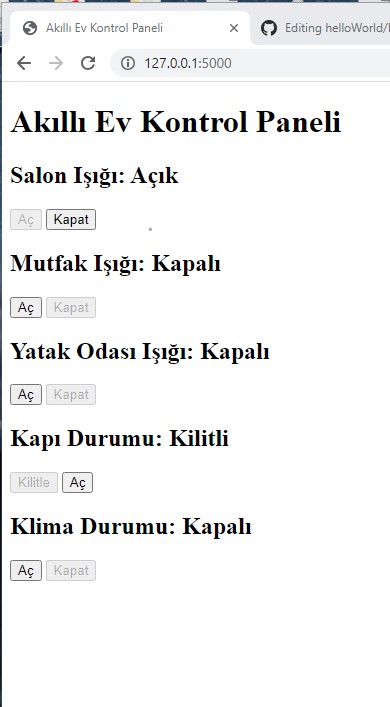 Akıllı Ev Kontrol Paneli
Editing helloWorld/
127.0.0.1:5000
Akıllı Ev Kontrol Paneli
Salon Işığı: Açık
Aç Kapat
Mutfak Işığı: Kapalı
Aç Kapat
Yatak Odası Işığı: Kapalı
Aç Kapat
Kapı Durumu: Kilitli
Kilitle Aç
Klima Durumu: Kapalı
Aç Kapat